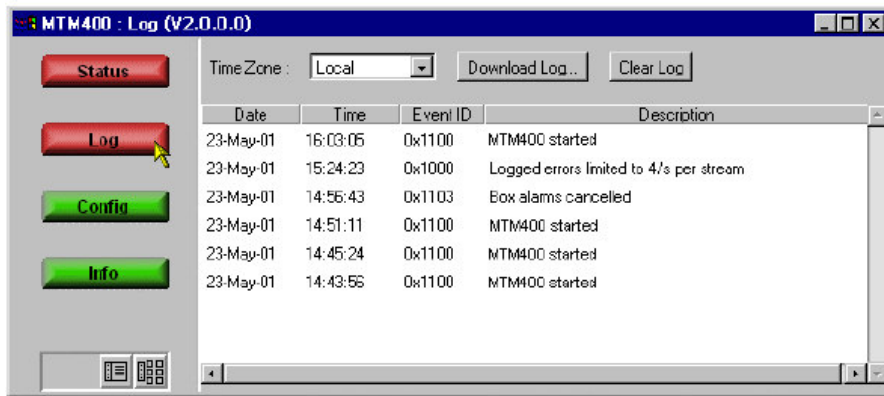 MTM400 : Log (V2.0.0.0)
Status
Log
Config
Info
Time Zone : Local Download Log... Clear Log
Date Time Event ID Description
23-May-01 16:03:05 0x1100 MTM400 started
23-May-01 15:24:23 0x1000 Logged errors limited to 4/s per stream
23-May-01 14:56:43 0x1103 Box alarms cancelled
23-May-01 14:51:11 0x1100 MTM400 started
23-May-01 14:45:24 0x1100 MTM400 started
23-May-01 14:43:56 0x1100 MTM400 started